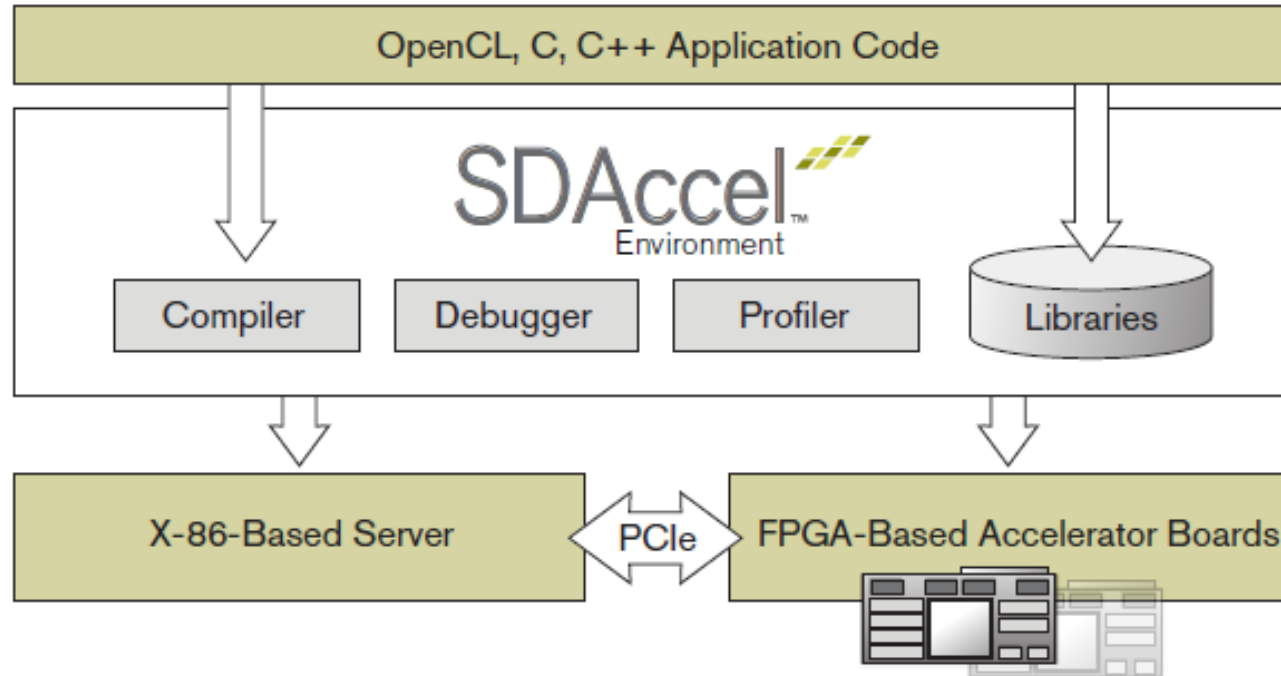 OpenCL, C, C++ Application Code
SDAccel™
Environment
Compiler
Debugger
Profiler
Libraries
X-86-Based Server
PCIe
FPGA-Based Accelerator Boards